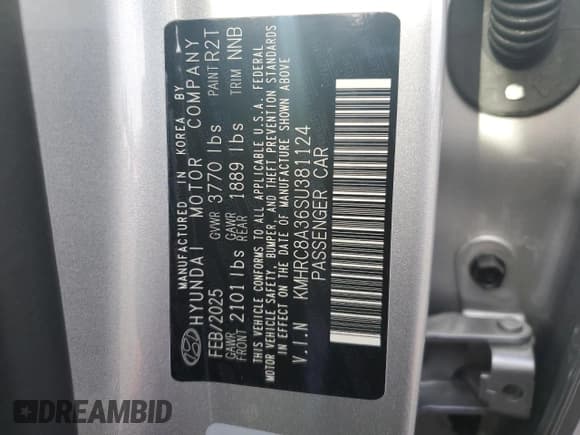 MANUFACTURED IN KOREA BY
HYUNDAI MOTOR COMPANY
FEB/2025 GVWR 3770 lbs PAINT R2T
GAWR FRONT 2101 lbs GAWR REAR 1889 lbs TRIM NNB
THIS VEHICLE CONFORMS TO ALL APPLICABLE U.S.A. FEDERAL
MOTOR VEHICLE SAFETY, BUMPER, AND THEFT PREVENTION STANDARDS
IN EFFECT ON THE DATE OF MANUFACTURE SHOWN ABOVE
V.I.N KMHRC8A36SU381124
PASSENGER CAR
DREAMBID